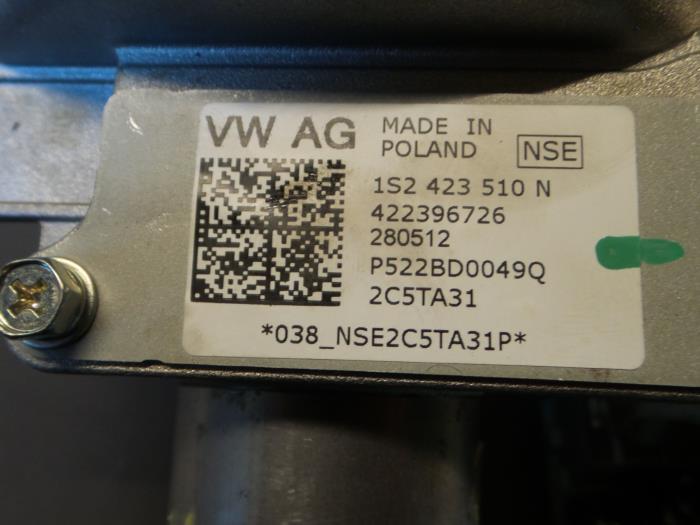 VW AG
MADE IN
POLAND
NSE
1S2 423 510 N
422396726
280512
P522BD0049Q
2C5TA31
*038_NSE2C5TA31P*